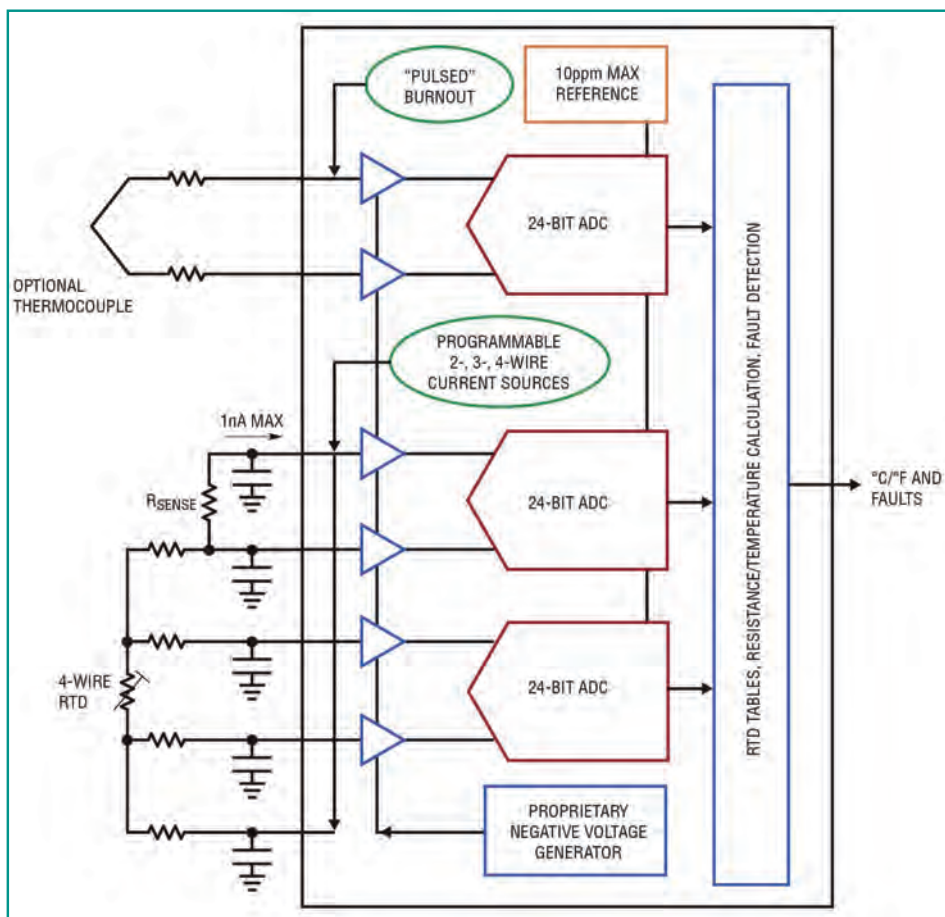 "PULSED"
BURNOUT
10ppm MAX
REFERENCE
24-BIT ADC
OPTIONAL
THERMOCOUPLE
PROGRAMMABLE
2-, 3-, 4-WIRE
CURRENT SOURCES
1nA MAX
RSENSE
24-BIT ADC
4-WIRE
RTD
24-BIT ADC
PROPRIETARY
NEGATIVE VOLTAGE
GENERATOR
RTD TABLES, RESISTANCE/TEMPERATURE CALCULATION, FAULT DETECTION
°C/°F AND
FAULTS